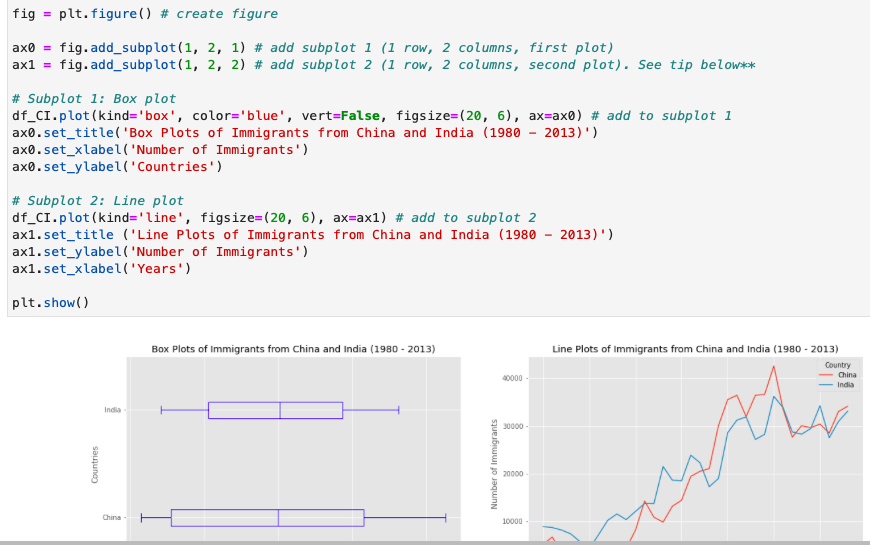 fig = plt.figure() # create figure
ax0 = fig.add_subplot(1, 2, 1) # add subplot 1 (1 row, 2 columns, first plot)
ax1 = fig.add_subplot(1, 2, 2) # add subplot 2 (1 row, 2 columns, second plot). See tip below**
# Subplot 1: Box plot
df_CI.plot(kind='box', color='blue', vert=False, figsize=(20, 6), ax=ax0) # add to subplot 1
ax0.set_title('Box Plots of Immigrants from China and India (1980 - 2013)')
ax0.set_xlabel('Number of Immigrants')
ax0.set_ylabel('Countries')
# Subplot 2: Line plot
df_CI.plot(kind='line', figsize=(20, 6), ax=ax1) # add to subplot 2
ax1.set_title ('Line Plots of Immigrants from China and India (1980 - 2013)')
ax1.set_ylabel('Number of Immigrants')
ax1.set_xlabel('Years')
plt.show()
Box Plots of Immigrants from China and India (1980 - 2013)
India
Countries
China
Line Plots of Immigrants from China and India (1980 - 2013)
Country
China
India
40000
30000
20000
10000
Number of Immigrants